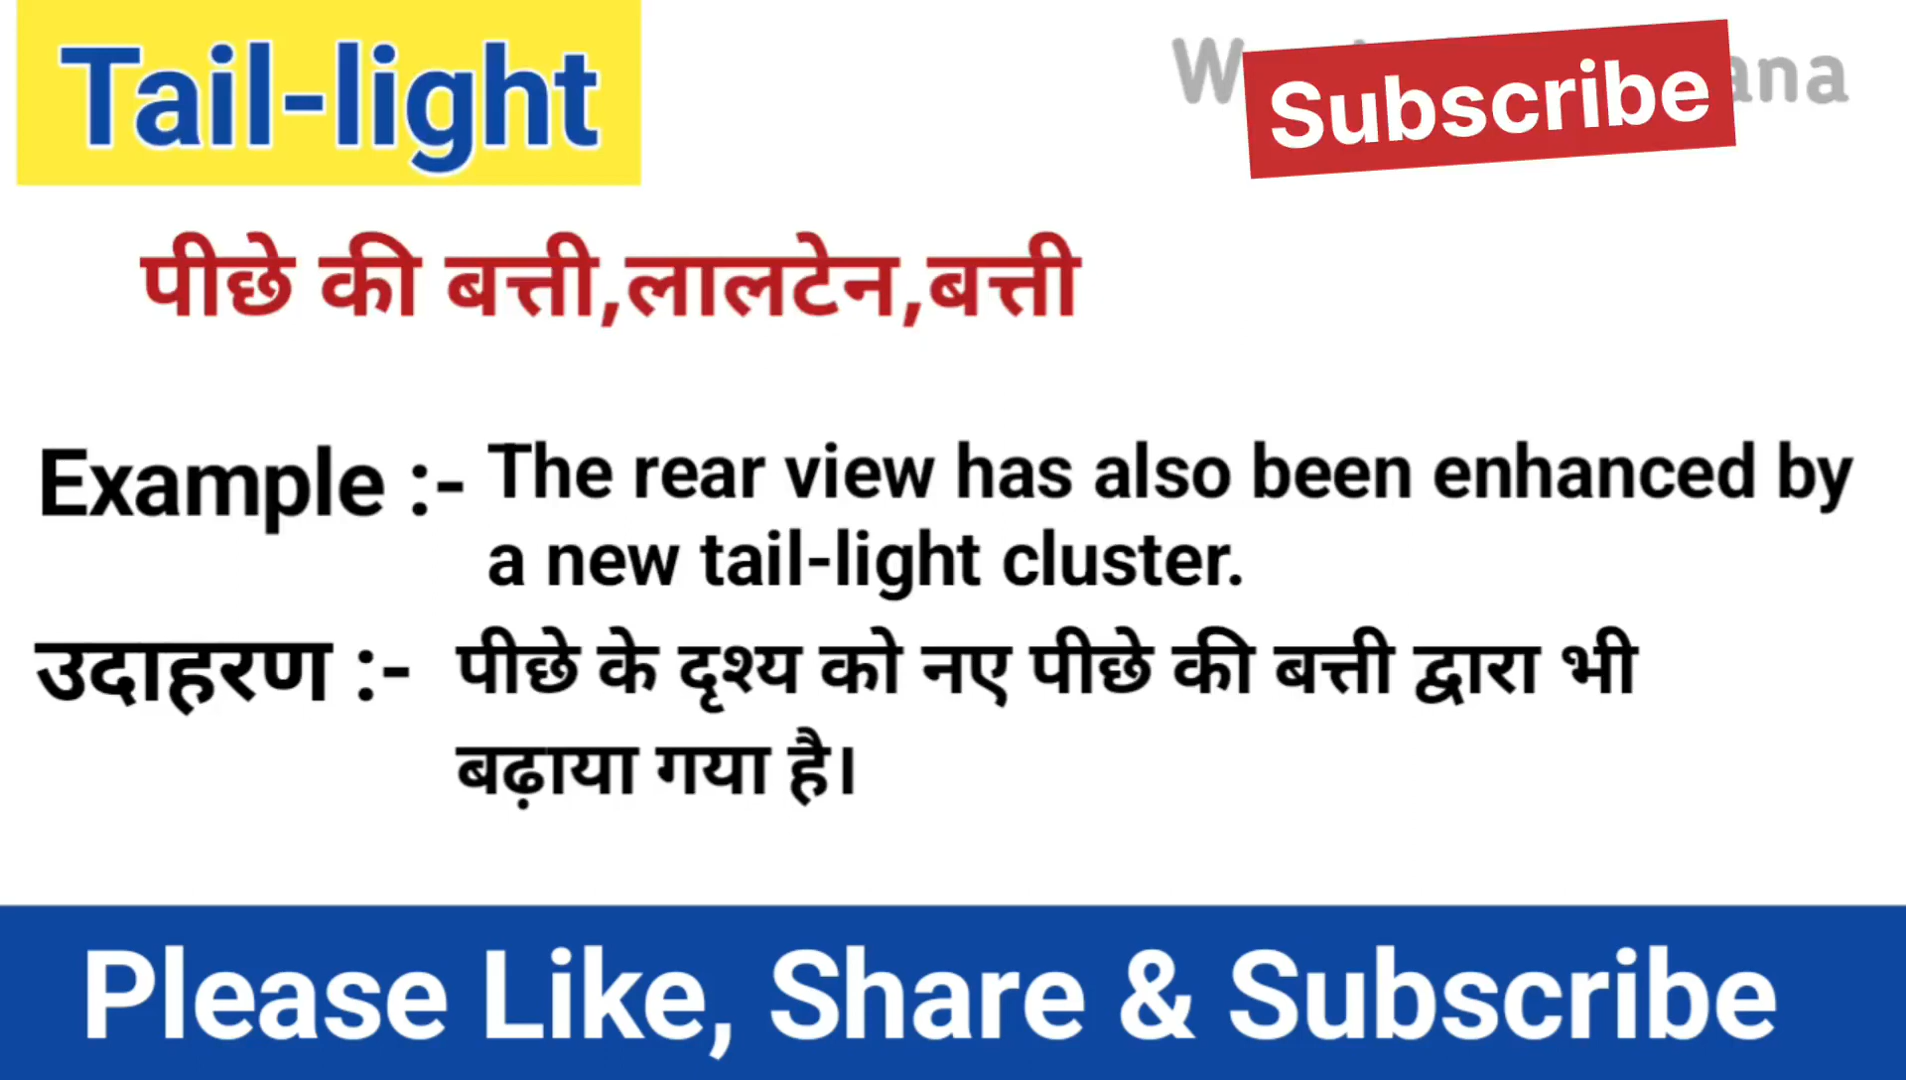 Tail-light
Subscribe
पीछे की बत्ती,लालटेन,बत्ती
Example :- The rear view has also been enhanced by
a new tail-light cluster.
उदाहरण :- पीछे के दृश्य को नए पीछे की बत्ती द्वारा भी
बढ़ाया गया है।
Please Like, Share & Subscribe